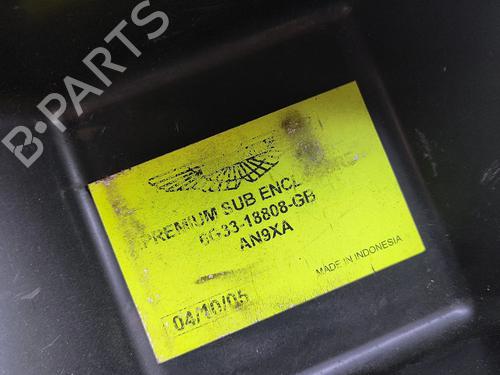 B-PARTS
PREMIUM SUB ENCL
6G33-18808-GB
AN9XA
MADE IN INDONESIA
04/10/05